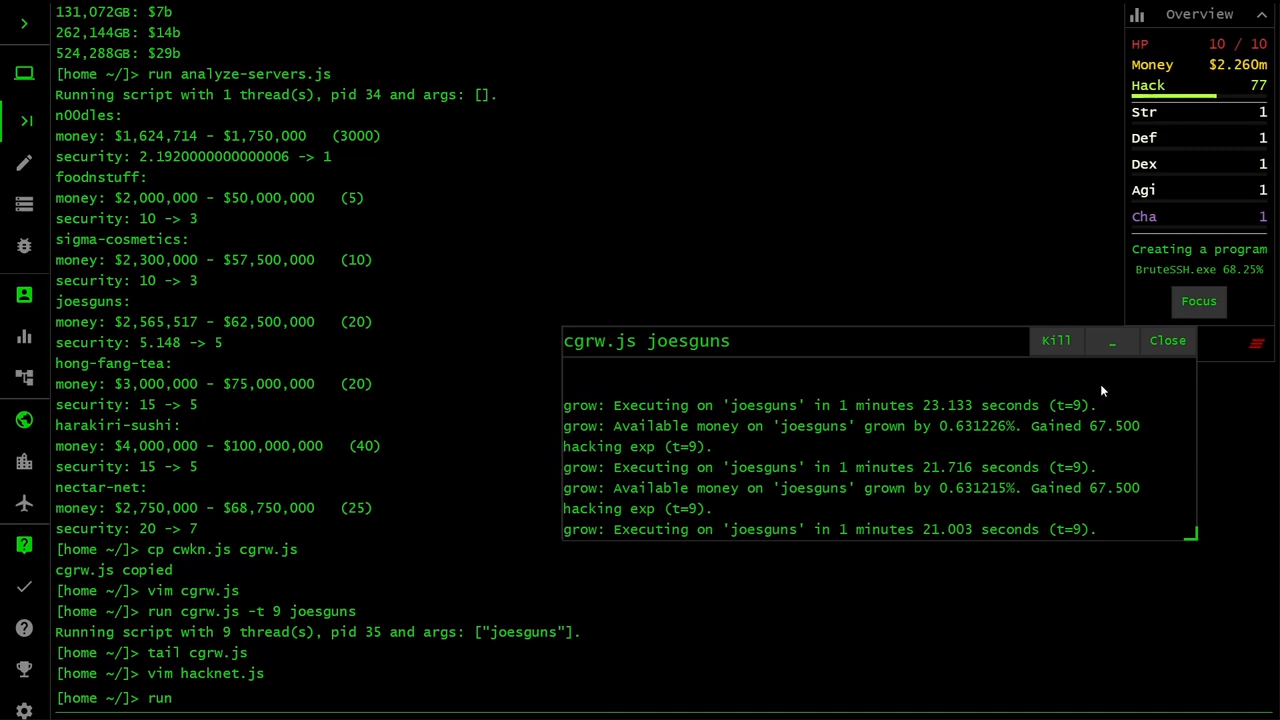 131,072GB: $7b
262,144GB: $14b
524,288GB: $29b
[home ~/]> run analyze-servers.js
Running script with 1 thread(s), pid 34 and args: [].
n00dles:
money: $1,624,714 - $1,750,000   (3000)
security: 2.1920000000000006 -> 1
foodnstuff:
money: $2,000,000 - $50,000,000   (5)
security: 10 -> 3
sigma-cosmetics:
money: $2,300,000 - $57,500,000   (10)
security: 10 -> 3
joesguns:
money: $2,565,517 - $62,500,000   (20)
security: 5.148 -> 5
hong-fang-tea:
money: $3,000,000 - $75,000,000   (20)
security: 15 -> 5
harakiri-sushi:
money: $4,000,000 - $100,000,000   (40)
security: 15 -> 5
nectar-net:
money: $2,750,000 - $68,750,000   (25)
security: 20 -> 7
[home ~/]> cp cwkn.js cgrw.js
cgrw.js copied
[home ~/]> vim cgrw.js
[home ~/]> run cgrw.js -t 9 joesguns
Running script with 9 thread(s), pid 35 and args: ["joesguns"].
[home ~/]> tail cgrw.js
[home ~/]> vim hacknet.js
[home ~/]> run
Overview
HP 10 / 10
Money $2.260m
Hack 77
Str 1
Def 1
Dex 1
Agi 1
Cha 1
Creating a program
BruteSSH.exe 68.25%
Focus
cgrw.js joesguns Kill _ Close
grow: Executing on 'joesguns' in 1 minutes 23.133 seconds (t=9).
grow: Available money on 'joesguns' grown by 0.631226%. Gained 67.500
hacking exp (t=9).
grow: Executing on 'joesguns' in 1 minutes 21.716 seconds (t=9).
grow: Available money on 'joesguns' grown by 0.631215%. Gained 67.500
hacking exp (t=9).
grow: Executing on 'joesguns' in 1 minutes 21.003 seconds (t=9).